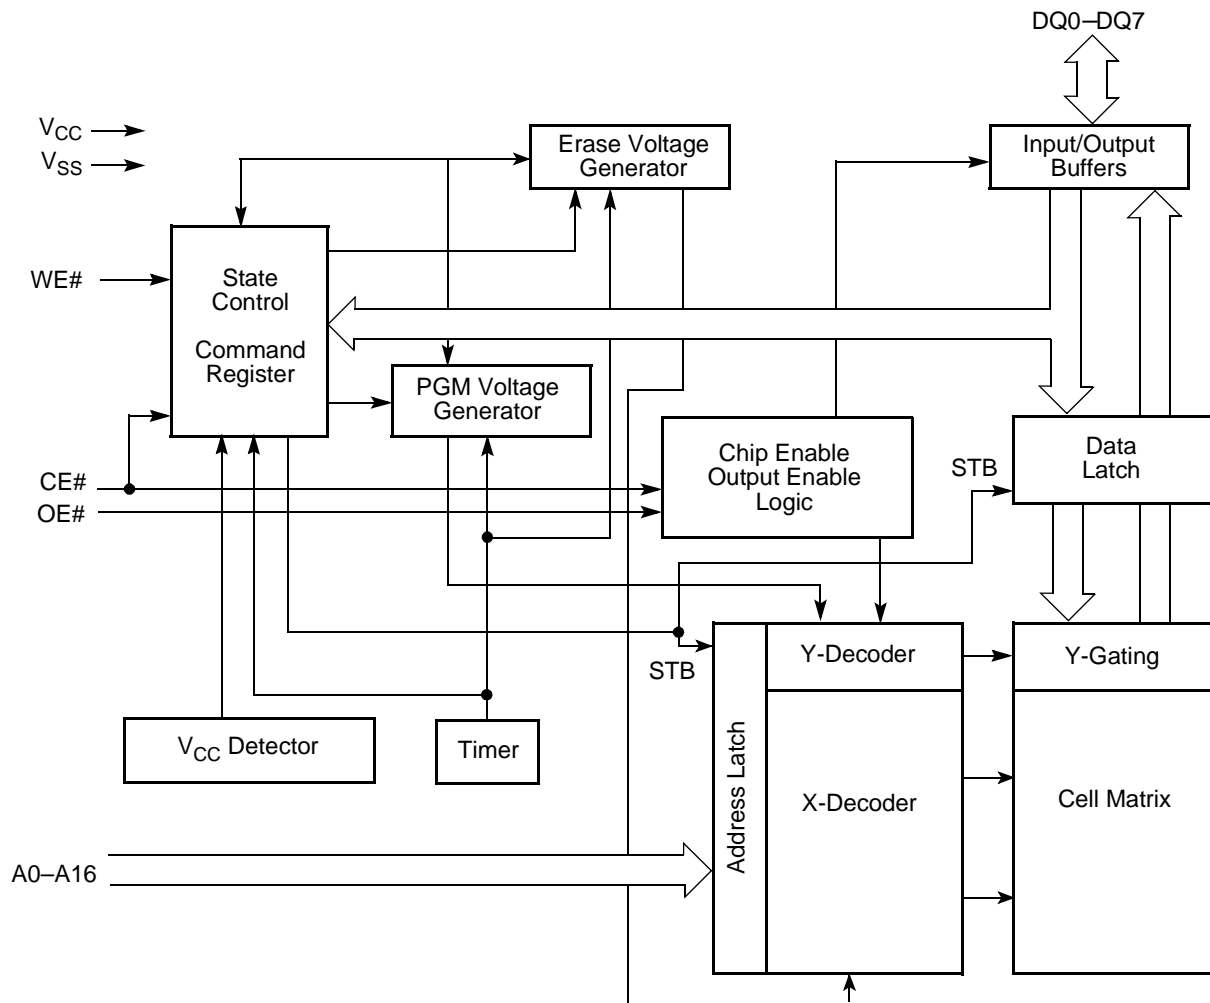 DQ0–DQ7
VCC
VSS
Erase Voltage
Generator
Input/Output
Buffers
WE#
State
Control
Command
Register
PGM Voltage
Generator
Chip Enable
Output Enable
Logic
STB
Data
Latch
CE#
OE#
STB
Y-Decoder
Y-Gating
VCC Detector
Timer
Address Latch
X-Decoder
Cell Matrix
A0–A16